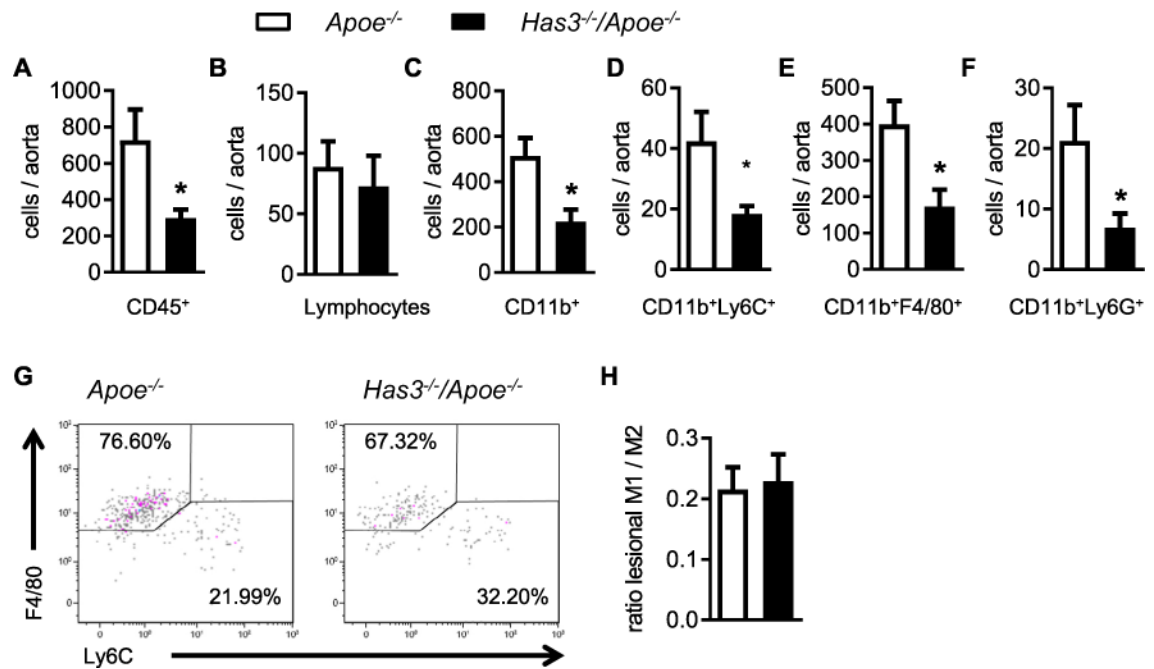 Apoe-/- Has3-/-/Apoe-/-
A B C D E F
1000
800
600
400
200
0
cells / aorta
*
CD45+
150
100
50
0
cells / aorta
Lymphocytes
800
600
400
200
0
cells / aorta
*
CD11b+
60
40
20
0
cells / aorta
*
CD11b+Ly6C+
500
400
300
200
100
0
cells / aorta
*
CD11b+F4/80+
30
20
10
0
cells / aorta
*
CD11b+Ly6G+
G
Apoe-/-
Has3-/-/Apoe-/-
76.60%
21.99%
67.32%
32.20%
F4/80
Ly6C
H
0.3
0.2
0.1
0.0
ratio lesional M1 / M2